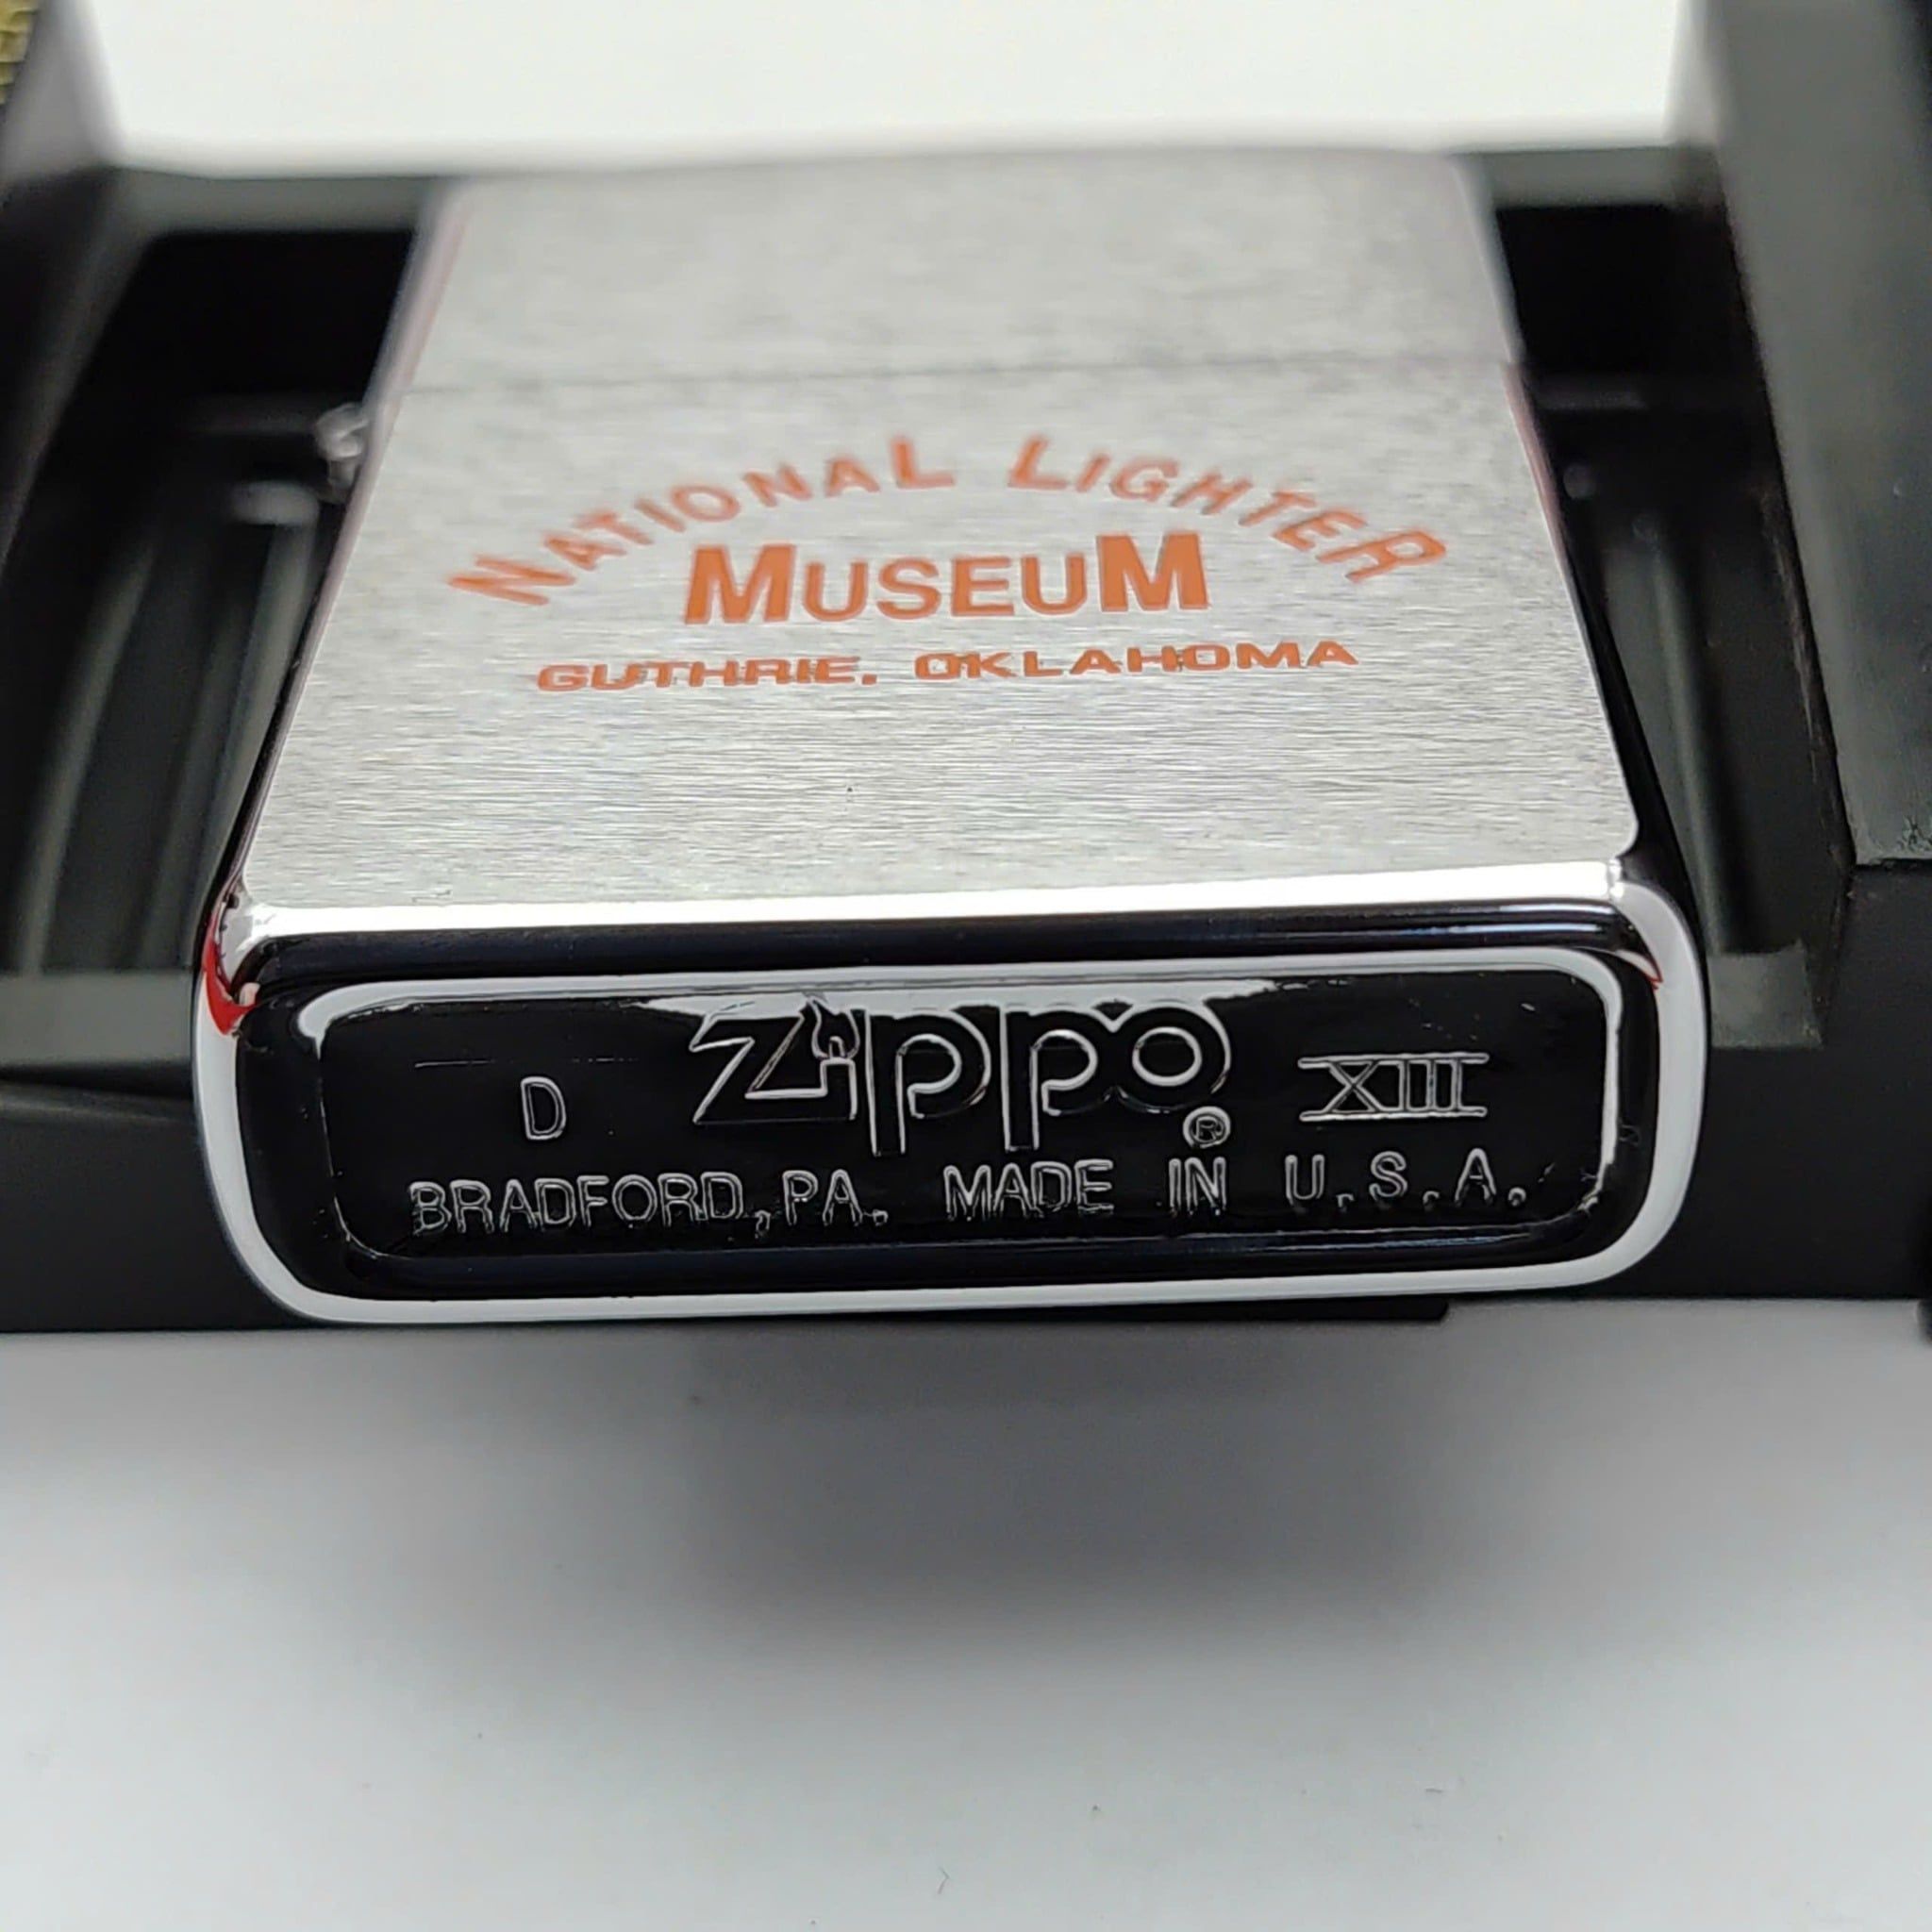 NATIONAL LIGHTER
MUSEUM
GUTHRIE, OKLAHOMA
D Zippo® XIII
BRADFORD, PA. MADE IN U.S.A.